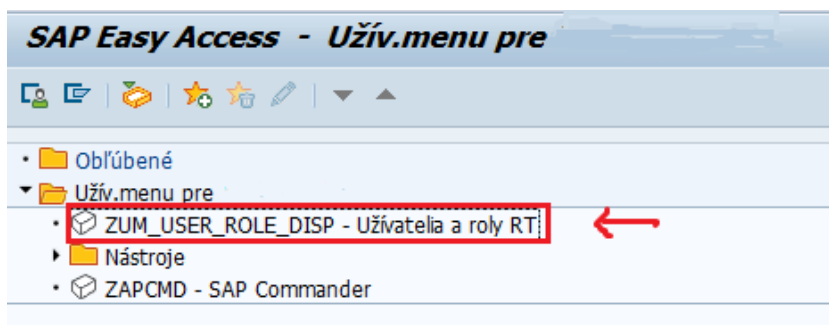 SAP Easy Access - Užív.menu pre
Obľúbené
Užív.menu pre
ZUM_USER_ROLE_DISP - Užívatelia a roly RT
Nástroje
ZAPCMD - SAP Commander